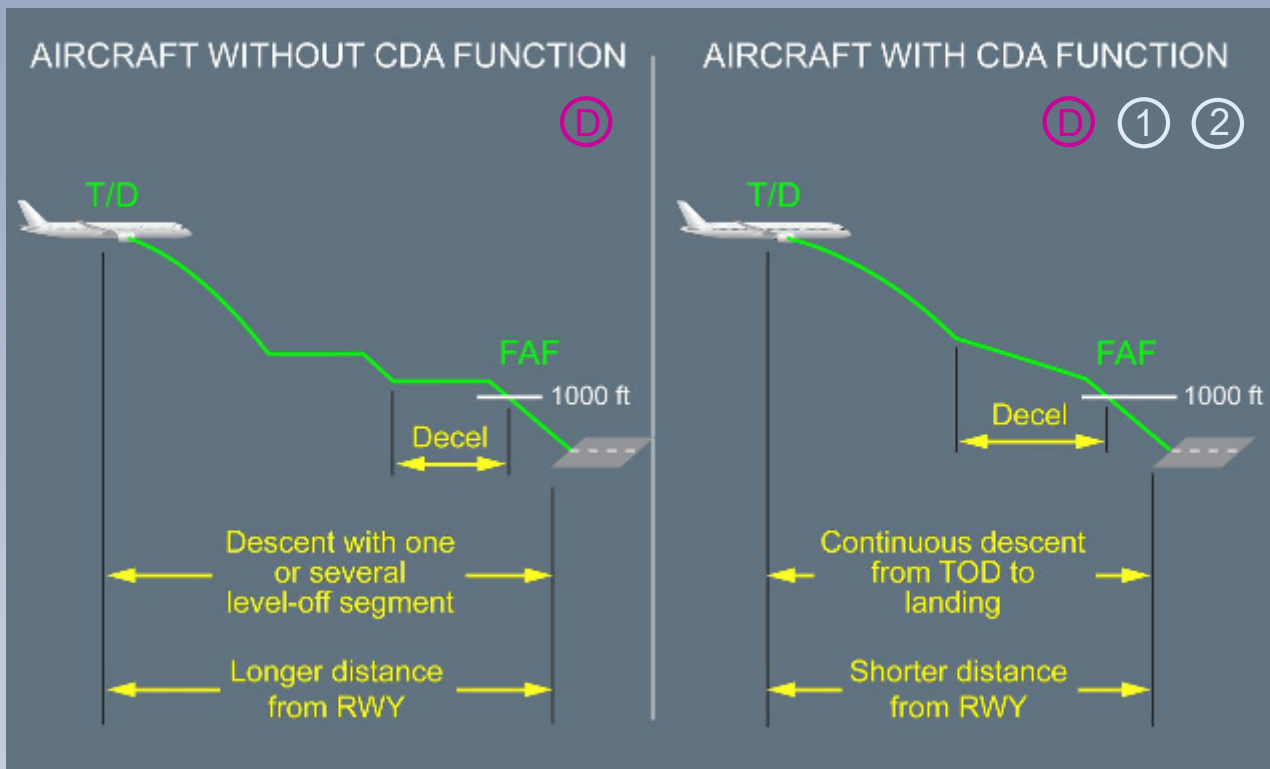 AIRCRAFT WITHOUT CDA FUNCTION
D
T/D
FAF
1000 ft
Decel
Descent with one
or several
level-off segment
Longer distance
from RWY
AIRCRAFT WITH CDA FUNCTION
D 1 2
T/D
FAF
1000 ft
Decel
Continuous descent
from TOD to
landing
Shorter distance
from RWY